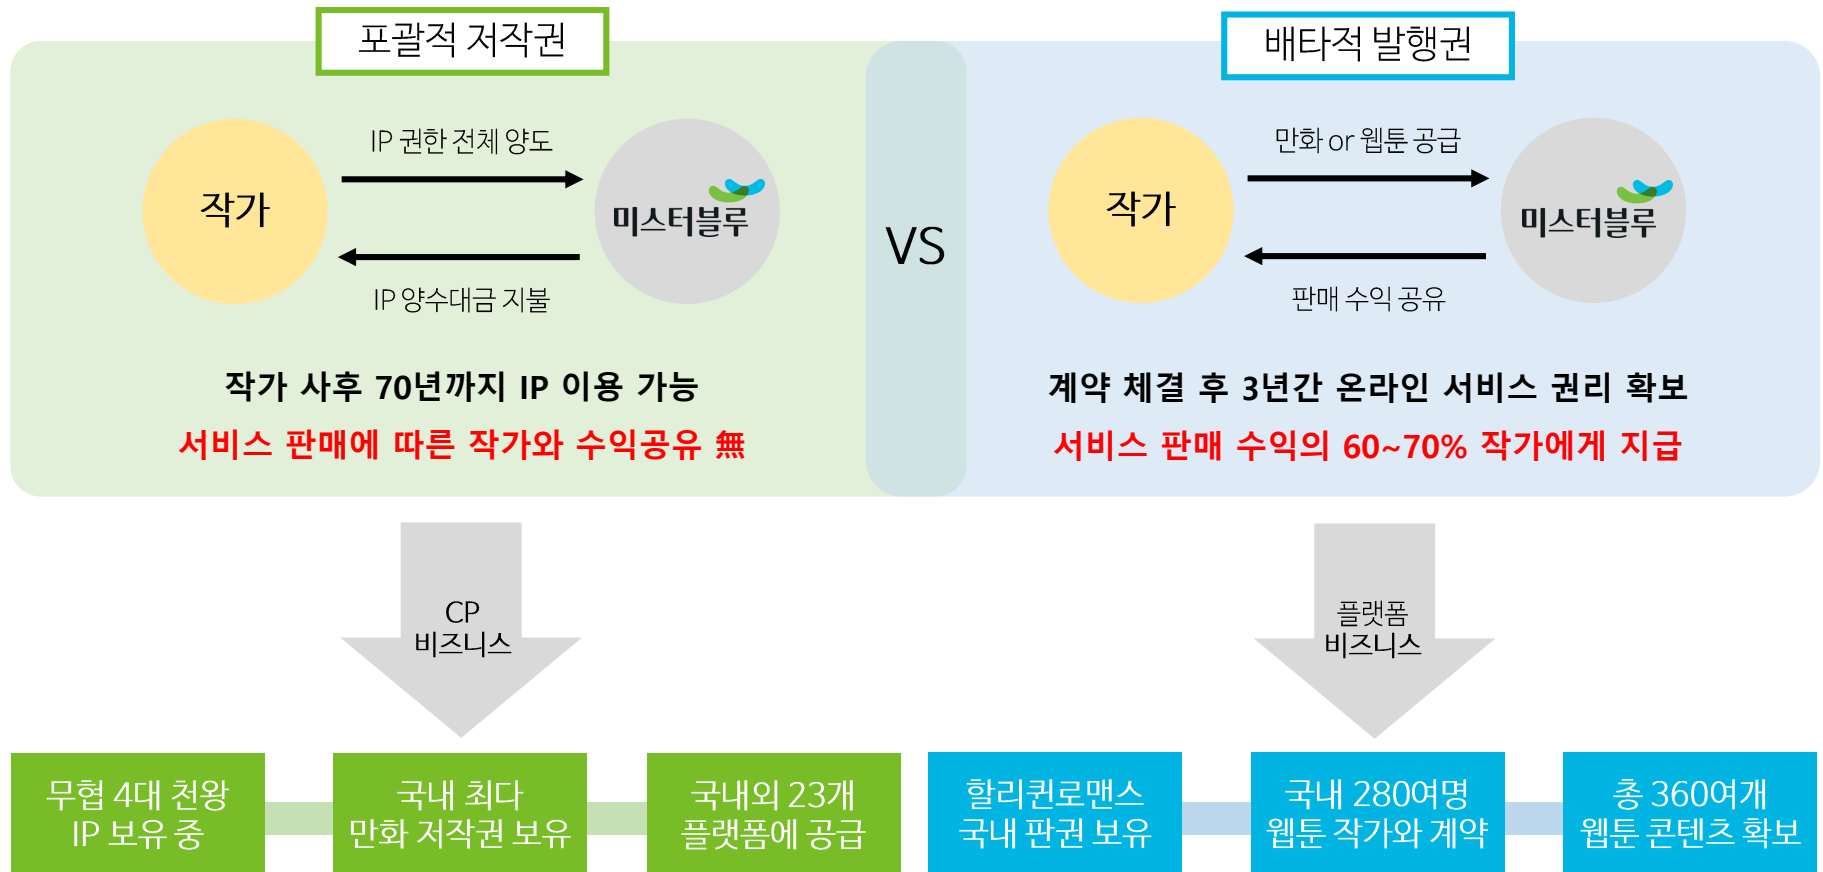 포괄적 저작권
작가
IP 권한 전체 양도
미스터블루
IP 양수대금 지불
작가 사후 70년까지 IP 이용 가능
서비스 판매에 따른 작가와 수익공유 無
VS
배타적 발행권
작가
만화 or 웹툰 공급
미스터블루
판매 수익 공유
계약 체결 후 3년간 온라인 서비스 권리 확보
서비스 판매 수익의 60~70% 작가에게 지급
CP
비즈니스
플랫폼
비즈니스
무협 4대 천왕
IP 보유 중
국내 최다
만화 저작권 보유
국내외 23개
플랫폼에 공급
할리퀸로맨스
국내 판권 보유
국내 280여명
웹툰 작가와 계약
총 360여개
웹툰 콘텐츠 확보